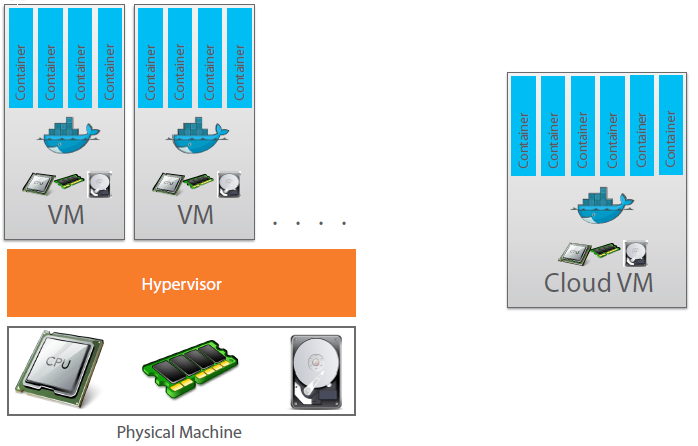 Container
Container
Container
Container
VM
Container
Container
Container
Container
VM
. . . .
Hypervisor
CPU
Physical Machine
Container
Container
Container
Container
Container
Container
Cloud VM